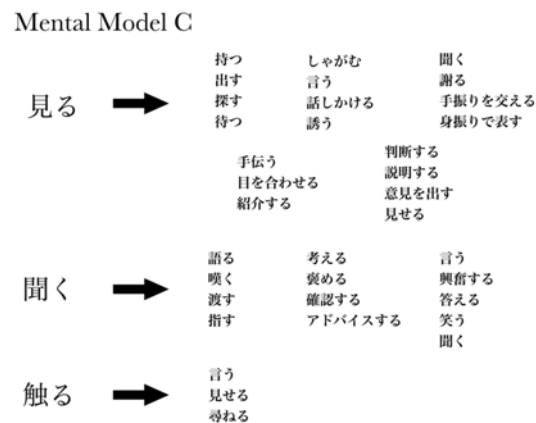 Mental Model C
見る
持つ
出す
探す
待つ
しゃがむ
言う
話しかける
誘う
聞く
謝る
手振りを交える
身振りで表す
手伝う
目を合わせる
紹介する
判断する
説明する
意見を出す
見せる
聞く
語る
嘆く
渡す
指す
考える
褒める
確認する
アドバイスする
言う
興奮する
答える
笑う
聞く
触る
言う
見せる
尋ねる